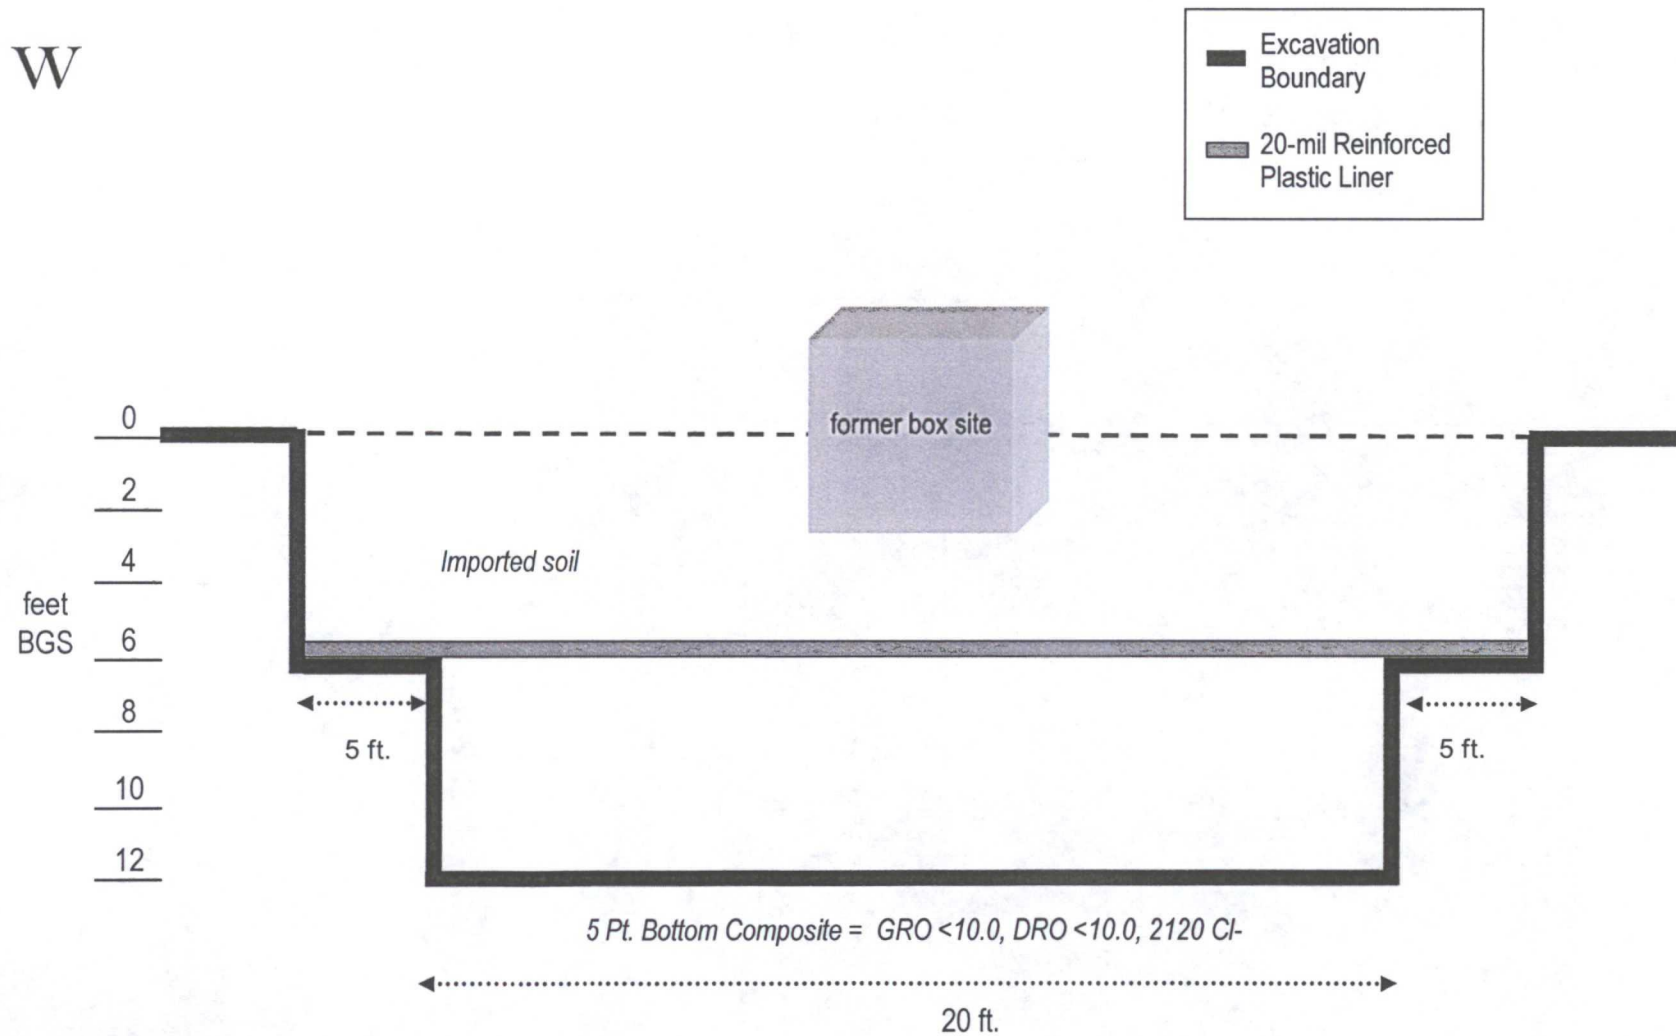 W
Excavation
Boundary
20-mil Reinforced
Plastic Liner
former box site
0
2
4
6
8
10
12
feet
BGS
Imported soil
5 ft.
5 ft.
5 Pt. Bottom Composite = GRO <10.0, DRO <10.0, 2120 Cl-
20 ft.